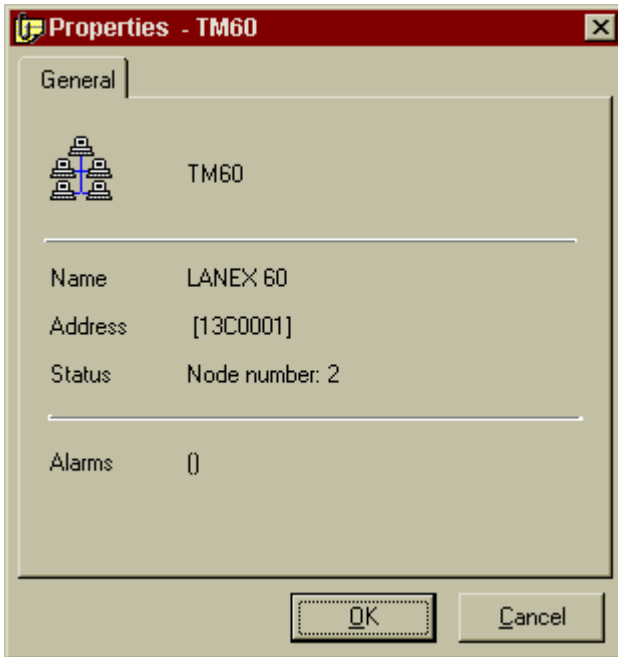 Properties - TM60
General
TM60
Name LANEX 60
Address [13C0001]
Status Node number: 2
Alarms ()
OK Cancel